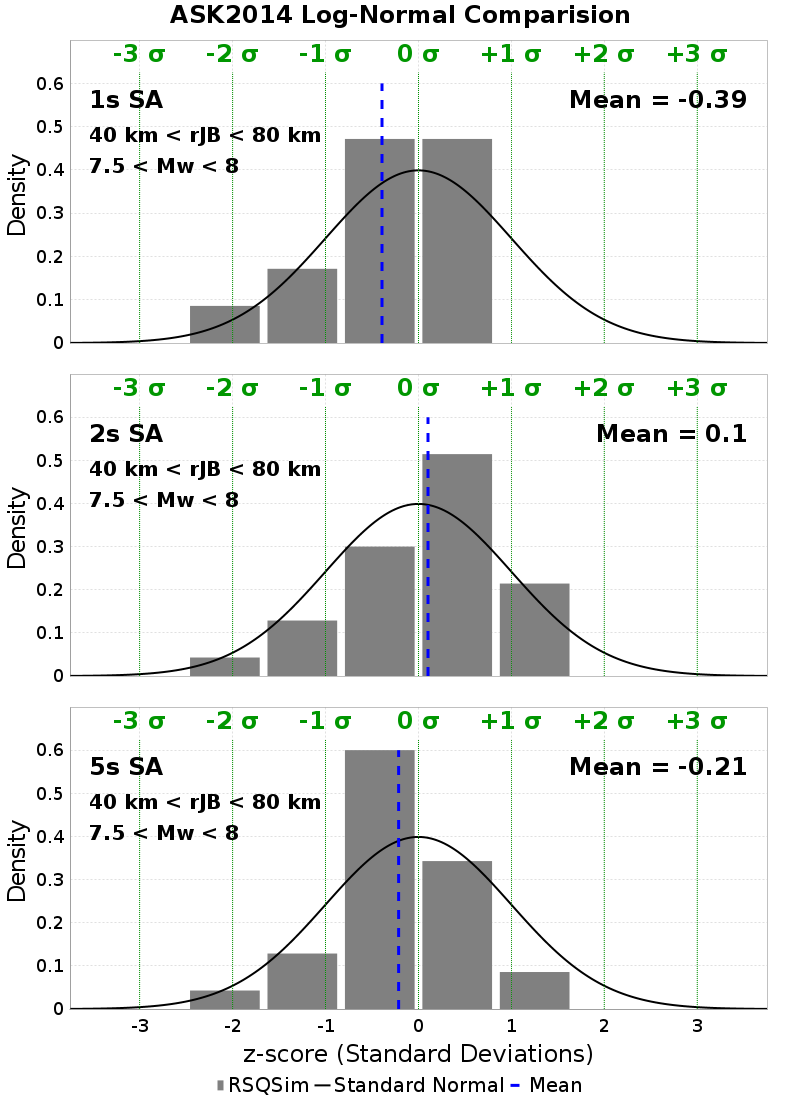 ASK2014 Log-Normal Comparision
-3 σ -2 σ -1 σ 0 σ +1 σ +2 σ +3 σ
0.6
1s SA Mean = -0.39
0.5
40 km < rJB < 80 km
7.5 < Mw < 8
0.4
Density
0.3
0.2
0.1
0
-3 σ -2 σ -1 σ 0 σ +1 σ +2 σ +3 σ
0.6
2s SA Mean = 0.1
0.5
40 km < rJB < 80 km
7.5 < Mw < 8
0.4
Density
0.3
0.2
0.1
0
-3 σ -2 σ -1 σ 0 σ +1 σ +2 σ +3 σ
0.6
5s SA Mean = -0.21
0.5
40 km < rJB < 80 km
7.5 < Mw < 8
0.4
Density
0.3
0.2
0.1
0
-3 -2 -1 0 1 2 3
z-score (Standard Deviations)
RSQSim Standard Normal Mean